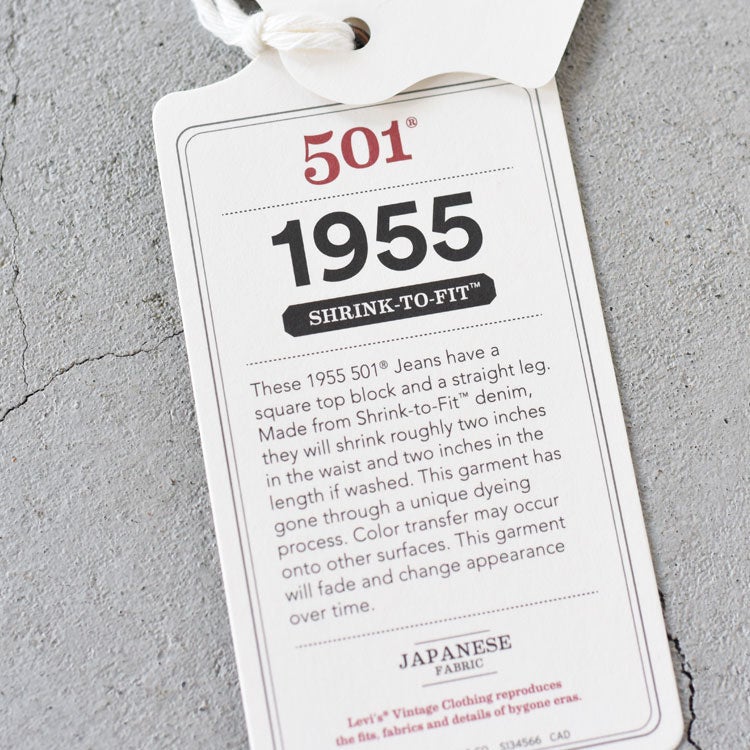 501®
1955
SHRINK-TO-FIT™
These 1955 501® Jeans have a
square top block and a straight leg.
Made from Shrink-to-Fit™ denim,
they will shrink roughly two inches
in the waist and two inches in the
length if washed. This garment has
gone through a unique dyeing
process. Color transfer may occur
onto other surfaces. This garment
will fade and change appearance
over time.
JAPANESE
FABRIC
Levi's® Vintage Clothing reproduces
the fits, fabrics and details of bygone eras.
S134566 CAD